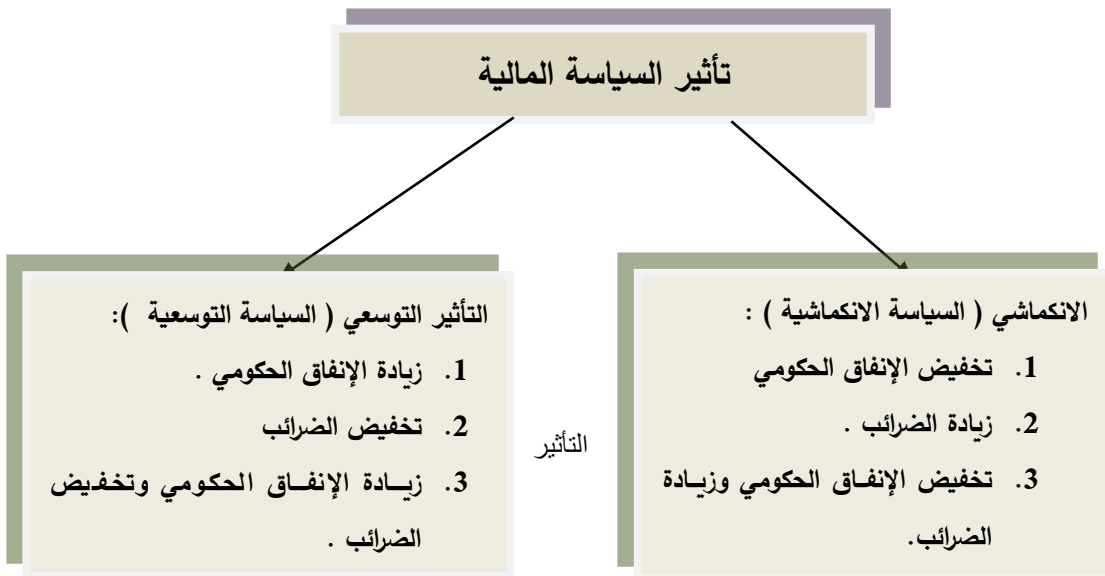 تأثير السياسة المالية
الانكماشي ( السياسة الانكماشية ) :
1. تخفيض الإنفاق الحكومي
2. زيادة الضرائب .
3. تخفيض الإنفاق الحكومي وزيادة
الضرائب.
التأثير
التأثير التوسعي ( السياسة التوسعية ):
1. زيادة الإنفاق الحكومي .
2. تخفيض الضرائب
3. زيادة الإنفاق الحكومي وتخفيض
الضرائب .